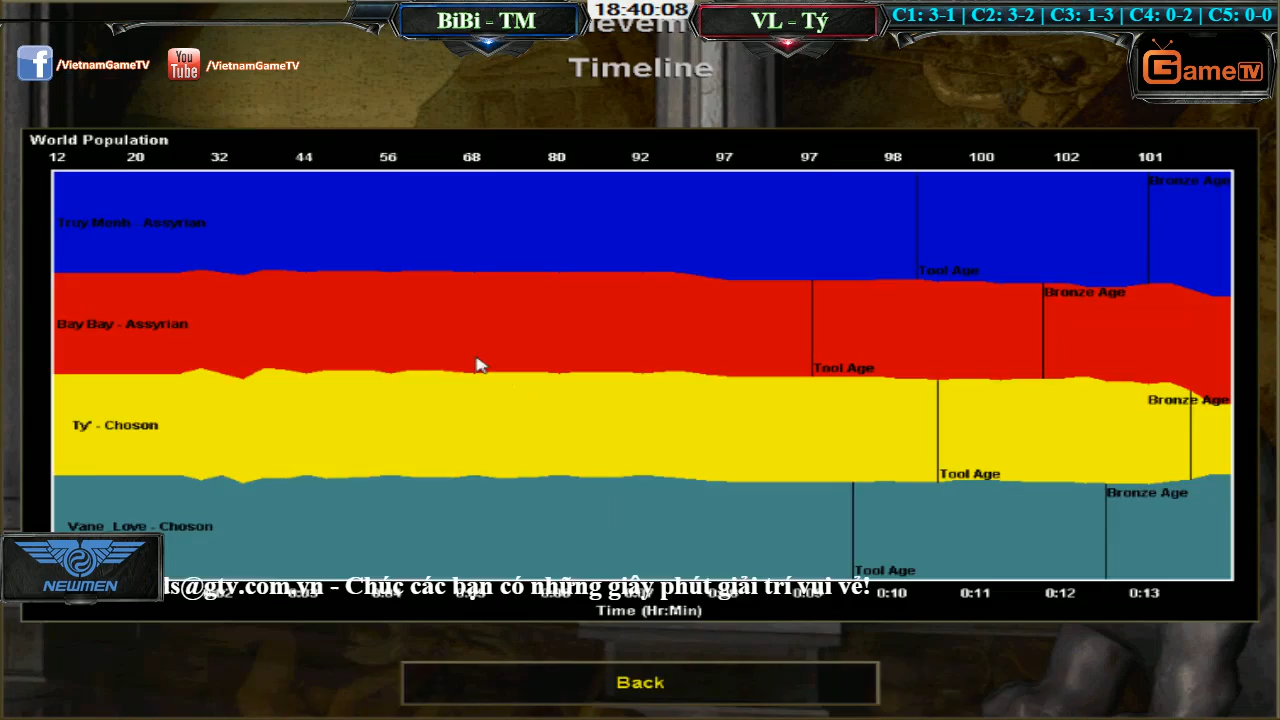 BiBi - TM
18:40:08
VL - Tý
C1: 3-1 | C2: 3-2 | C3: 1-3 | C4: 0-2 | C5: 0-0
/VietnamGameTV
You Tube /VietnamGameTV
GameTV
Timeline
World Population
12 20 32 44 56 68 80 92 97 97 98 100 102 101
Bronze Age
Truy Menh - Assyrian
Tool Age
Bronze Age
Bay Bay - Assyrian
Tool Age
Bronze Age
Ty' - Choson
Tool Age
Bronze Age
Vane_Love - Choson
Tool Age
NEWMEN
ls@gtv.com.vn - Chúc các bạn có những giây phút giải trí vui vẻ!
0:10 0:11 0:12 0:13
Time (Hr:Min)
Back